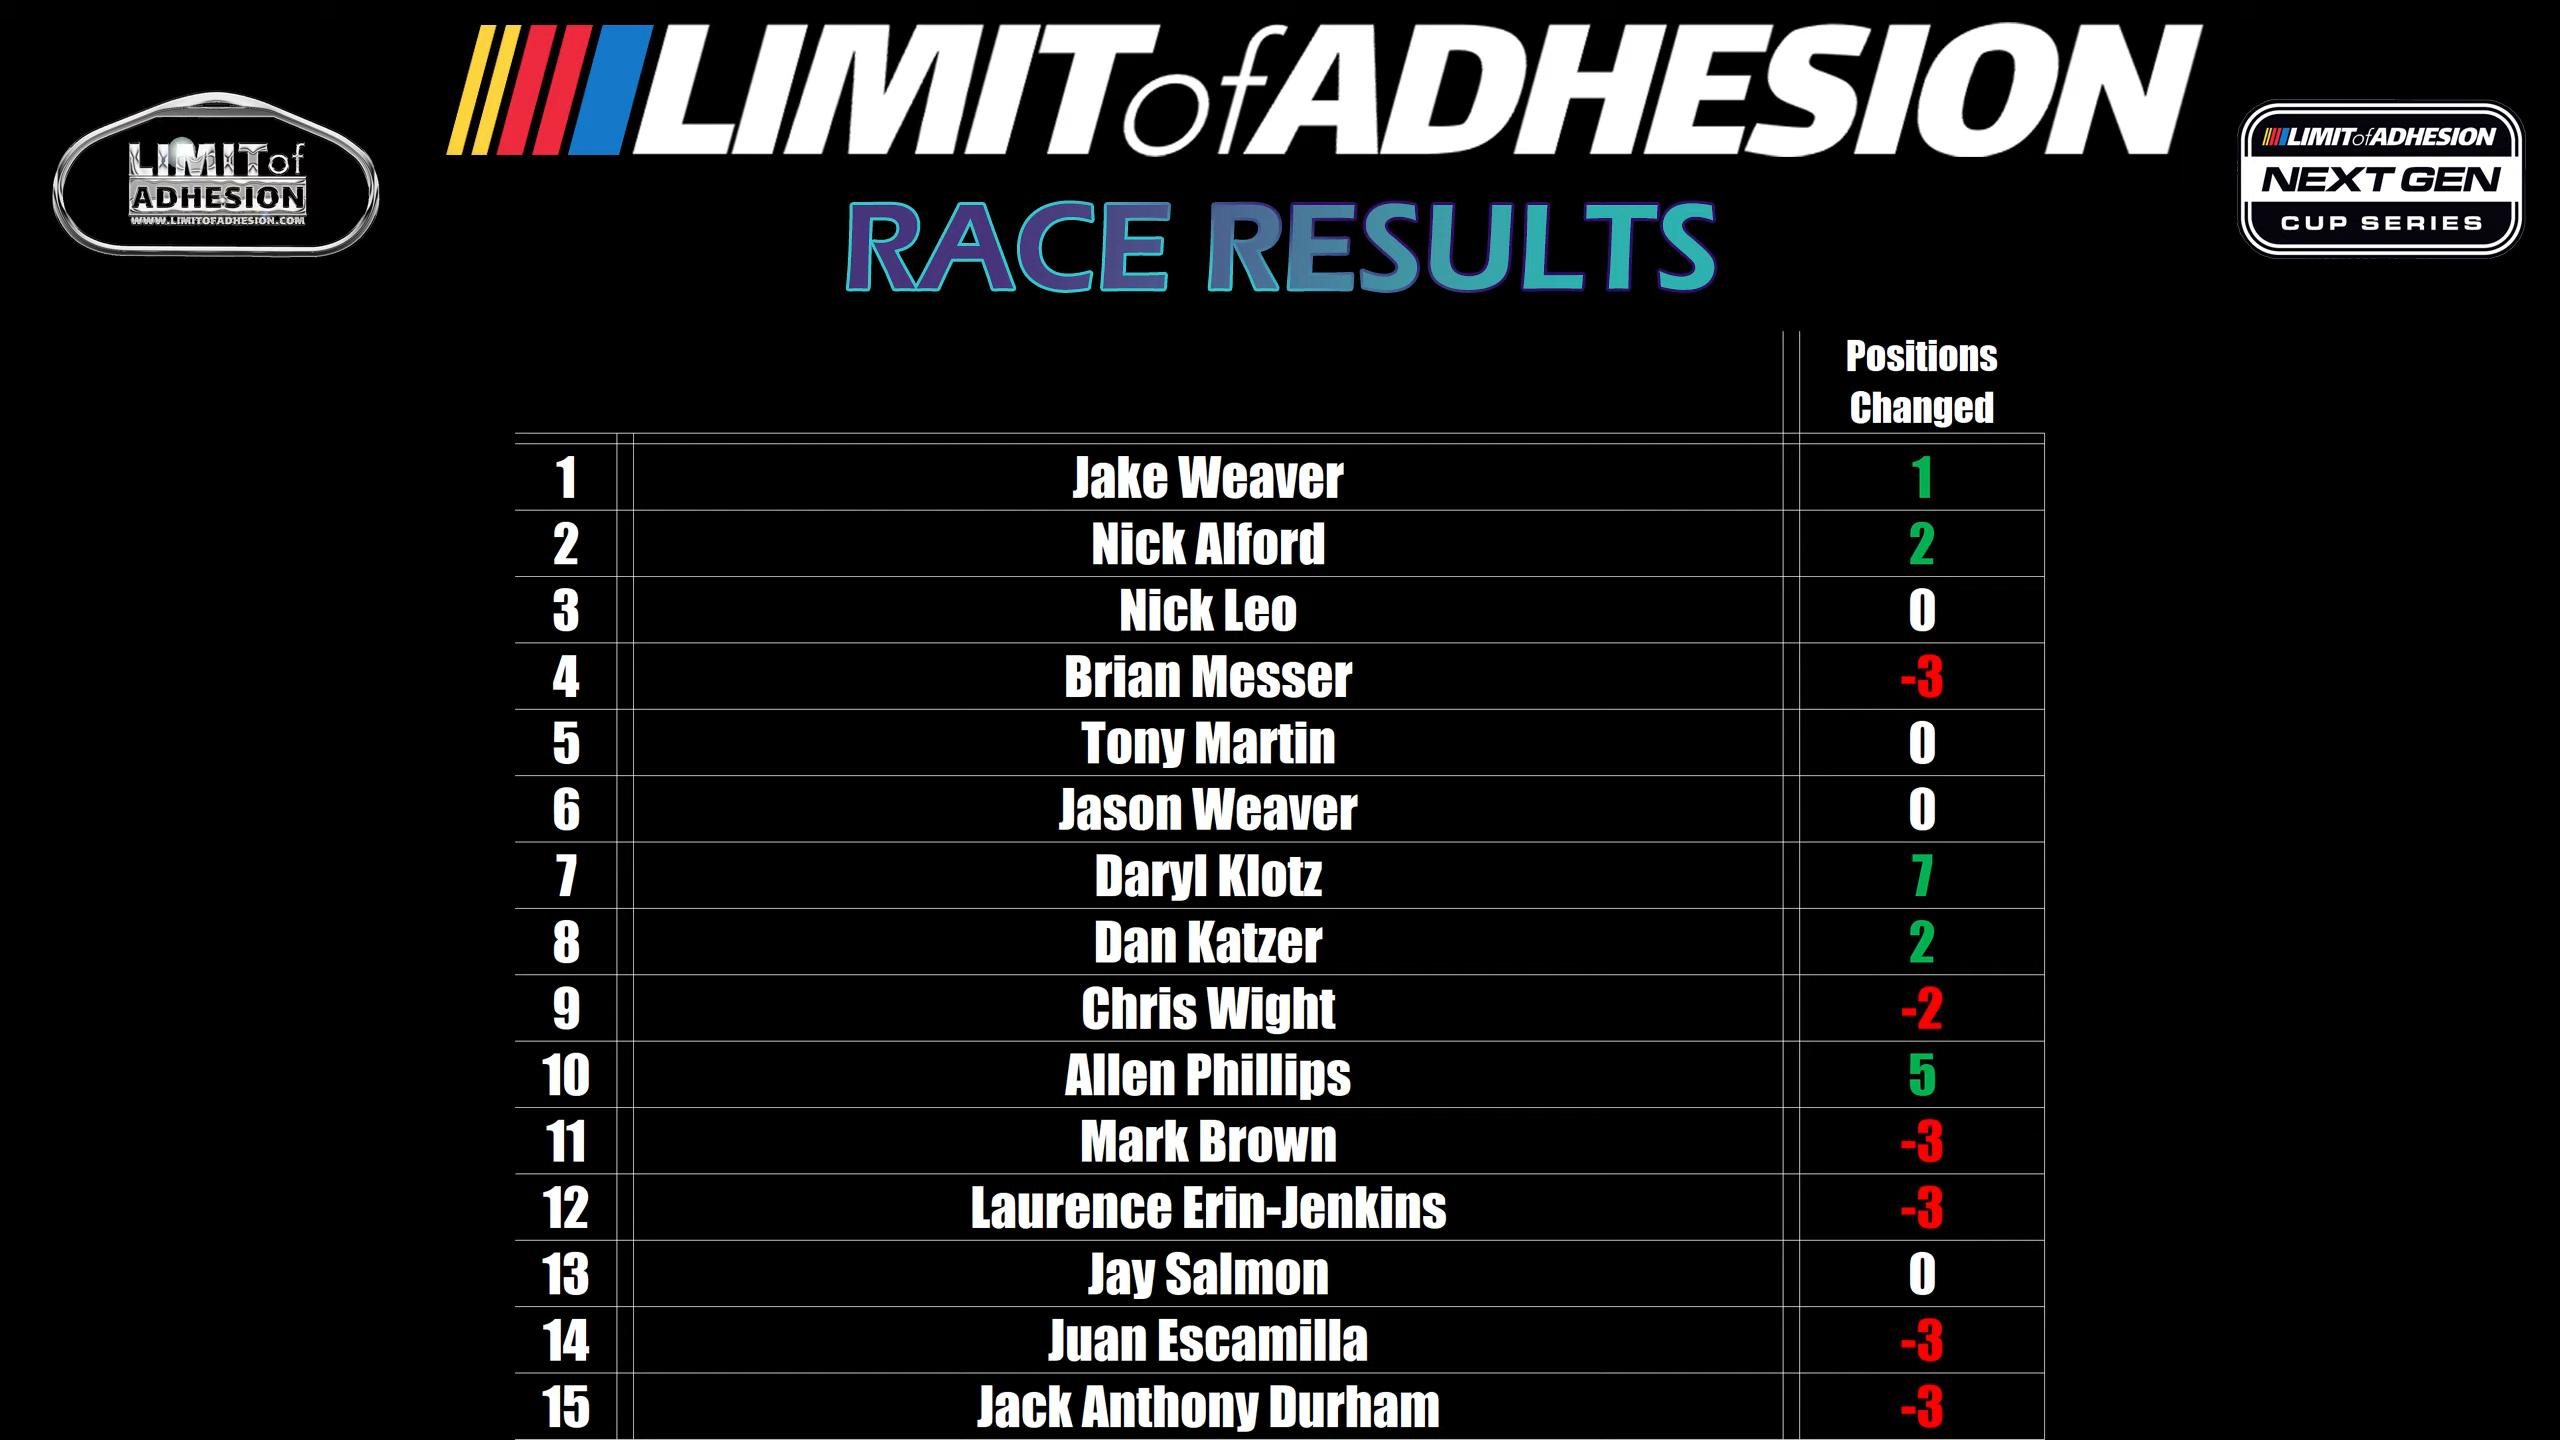 LIMITofADHESION
LIMIT of
ADHESION
WWW.LIMITOFADHESION.COM
LIMITofADHESION
NEXT GEN
CUP SERIES
RACE RESULTS
Positions
Changed
1 Jake Weaver 1
2 Nick Alford 2
3 Nick Leo 0
4 Brian Messer -3
5 Tony Martin 0
6 Jason Weaver 0
7 Daryl Klotz 7
8 Dan Katzer 2
9 Chris Wight -2
10 Allen Phillips 5
11 Mark Brown -3
12 Laurence Erin-Jenkins -3
13 Jay Salmon 0
14 Juan Escamilla -3
15 Jack Anthony Durham -3